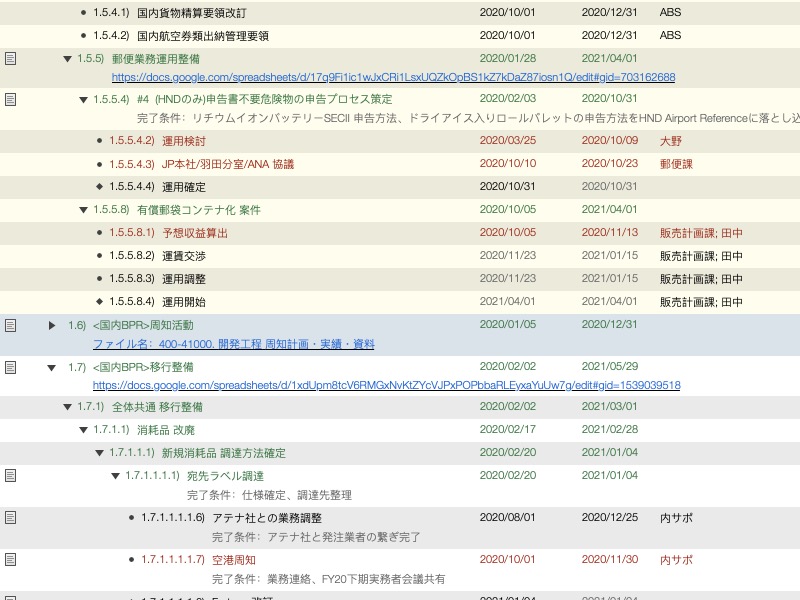 1.5.4.1) 国内貨物精算要領改訂 2020/10/01 2020/12/31 ABS
1.5.4.2) 国内航空券類出納管理要領 2020/10/01 2020/12/31 ABS
1.5.5) 郵便業務運用整備 2020/01/28 2021/04/01
https://docs.google.com/spreadsheets/d/17q9Fi1ic1wJxCRi1LsxUQZkOpBS1kZ7kDaZ87iosn1Q/edit#gid=703162688
1.5.5.4) #4 (HNDのみ)申告書不要危険物の申告プロセス策定 2020/02/03 2020/10/31
完了条件：リチウムイオンバッテリーSECII 申告方法、ドライアイス入りロールパレットの申告方法をHND Airport Referenceに落とし込
1.5.5.4.2) 運用検討 2020/03/25 2020/10/09 大野
1.5.5.4.3) JP本社/羽田分室/ANA 協議 2020/10/10 2020/10/23 郵便課
1.5.5.4.4) 運用確定 2020/10/31 2020/10/31
1.5.5.8) 有償郵袋コンテナ化 案件 2020/10/05 2021/04/01
1.5.5.8.1) 予想収益算出 2020/10/05 2020/11/13 販売計画課; 田中
1.5.5.8.2) 運賃交渉 2020/11/23 2021/01/15 販売計画課; 田中
1.5.5.8.3) 運用調整 2020/11/23 2021/01/15 販売計画課; 田中
1.5.5.8.4) 運用開始 2021/04/01 2021/04/01 販売計画課; 田中
1.6) <国内BPR>周知活動 2020/01/05 2020/12/31
ファイル名：400-41000. 開発工程 周知計画・実績・資料
1.7) <国内BPR>移行整備 2020/02/02 2021/05/29
https://docs.google.com/spreadsheets/d/1xdUpm8tcV6RMGxNvKtZYcVJPxPOPbbaRLEyxaYuUw7g/edit#gid=1539039518
1.7.1) 全体共通 移行整備 2020/02/02 2021/03/01
1.7.1.1) 消耗品 改廃 2020/02/17 2021/02/28
1.7.1.1.1) 新規消耗品 調達方法確定 2020/02/20 2021/01/04
1.7.1.1.1.1) 宛先ラベル調達 2020/02/20 2021/01/04
完了条件：仕様確定、調達先整理
1.7.1.1.1.1.6) アテナ社との業務調整 2020/08/01 2020/12/25 内サポ
完了条件：アテナ社と発注業者の繋ぎ完了
1.7.1.1.1.1.7) 空港周知 2020/10/01 2020/11/30 内サポ
完了条件：業務連絡、FY20下期実務者会議共有